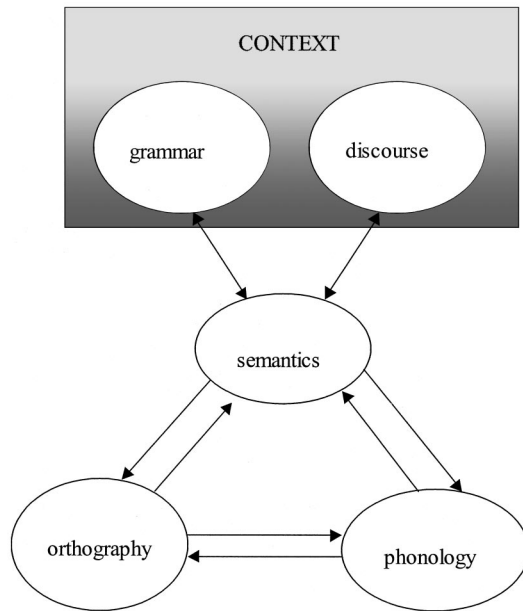 CONTEXT
grammar
discourse
semantics
orthography
phonology